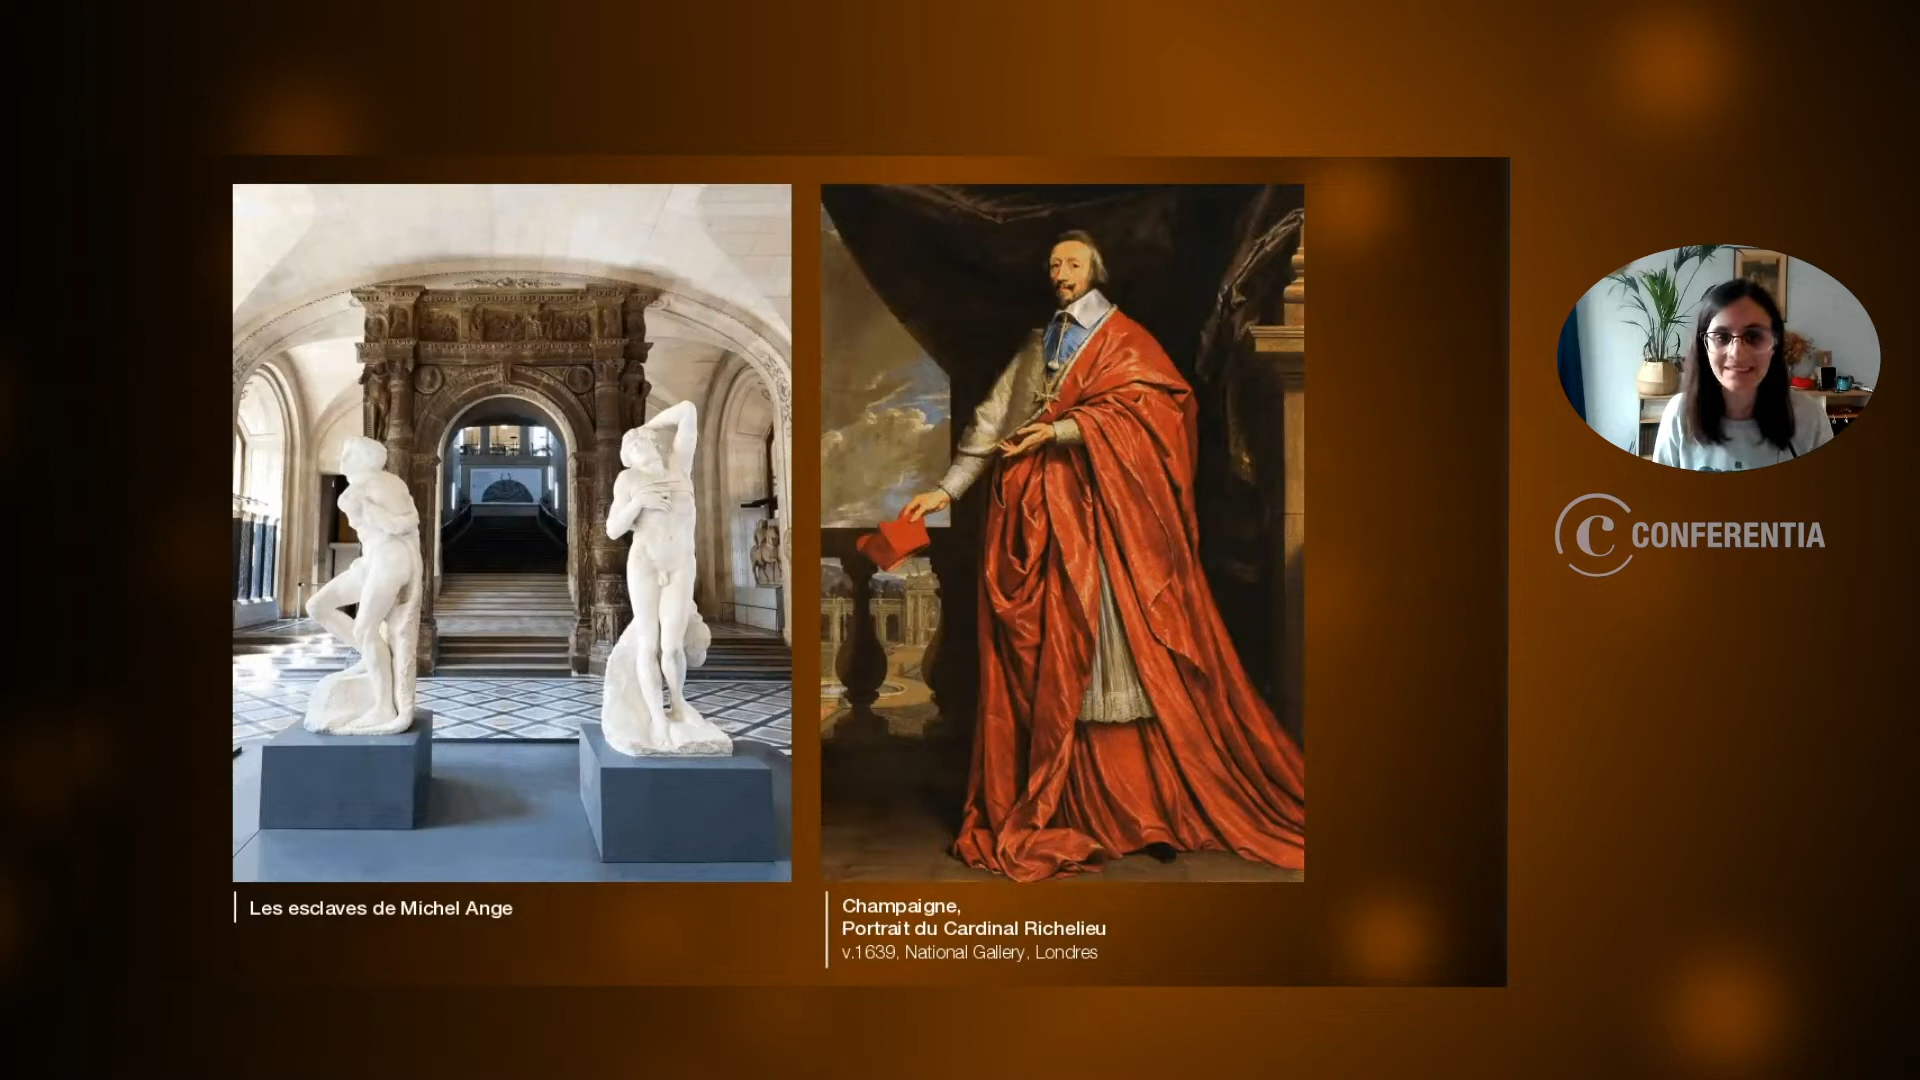 Les esclaves de Michel Ange
Champaigne,
Portrait du Cardinal Richelieu
v.1639, National Gallery, Londres
C CONFERENTIA